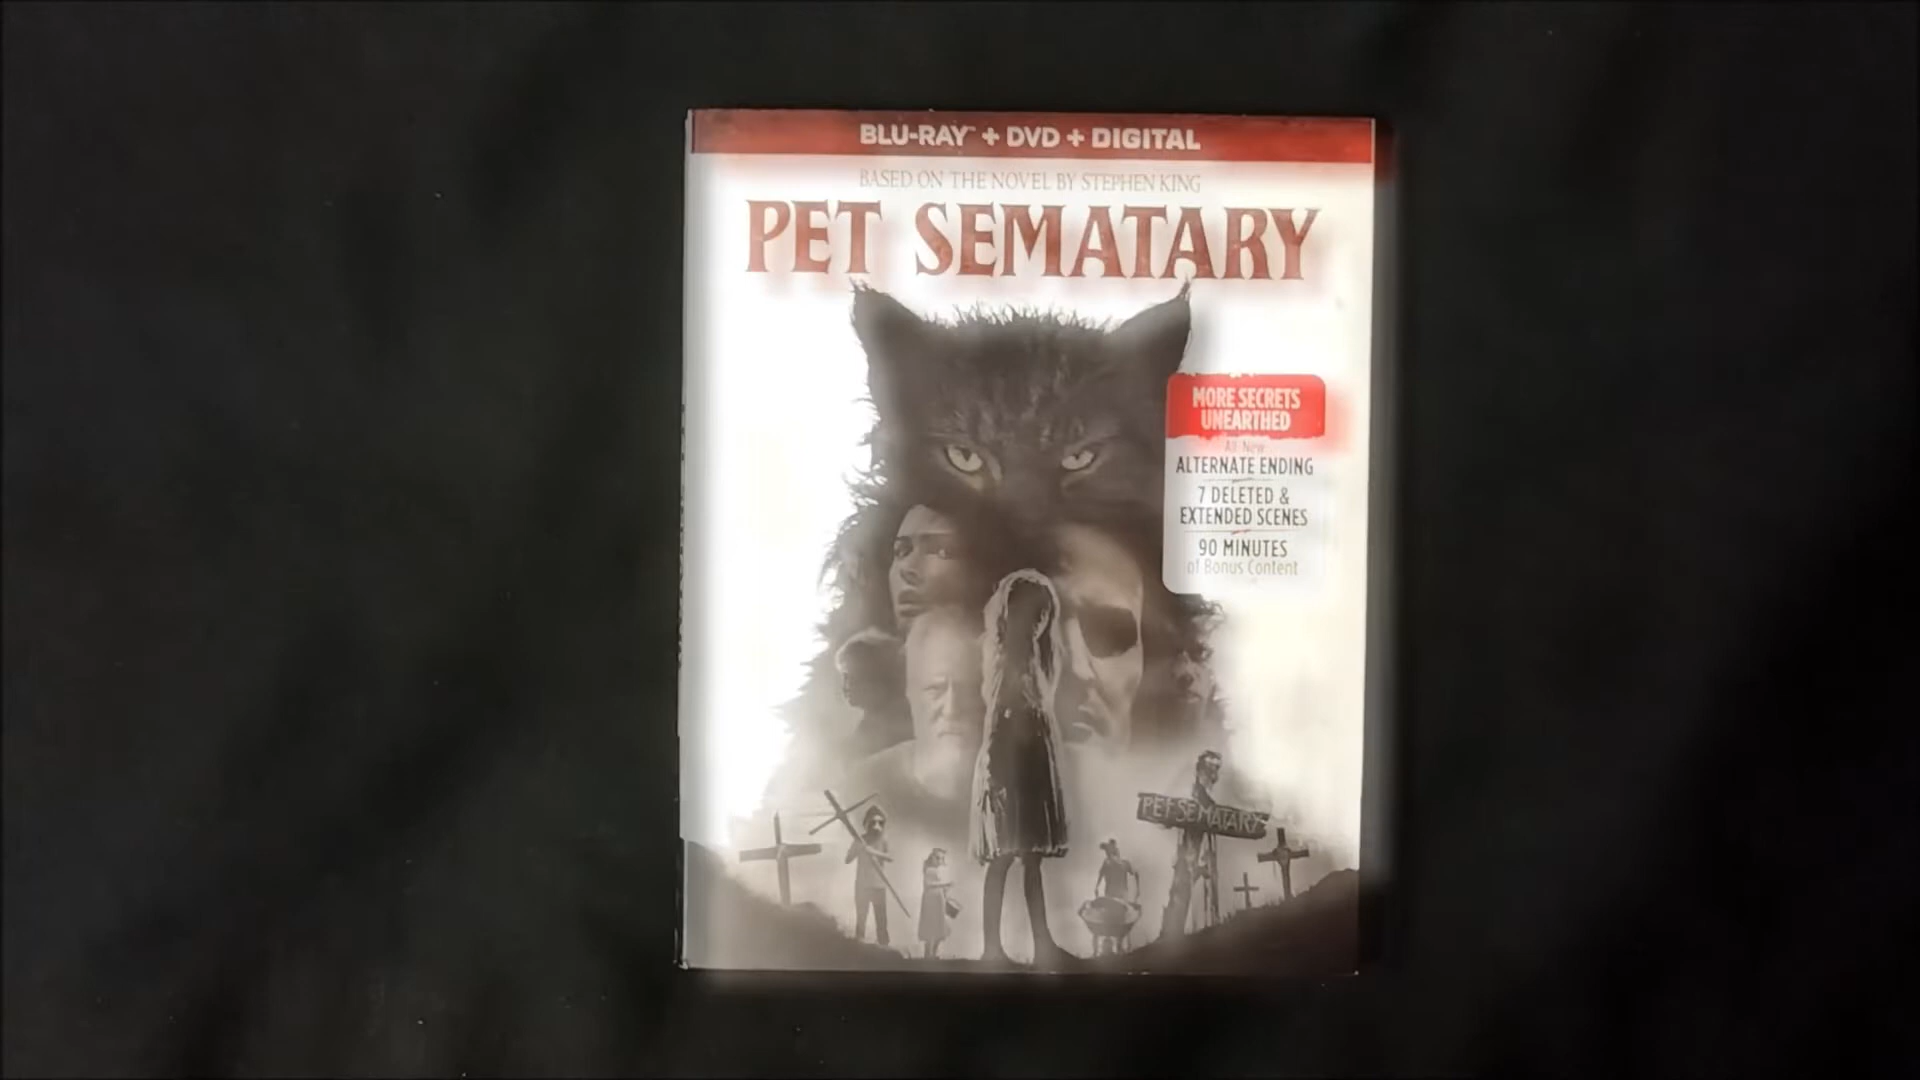 BLU-RAY™ + DVD + DIGITAL
BASED ON THE NOVEL BY STEPHEN KING
PET SEMATARY
MORE SECRETS
UNEARTHED
All-New
ALTERNATE ENDING
7 DELETED &
EXTENDED SCENES
90 MINUTES
of Bonus Content
PET SEMATARY